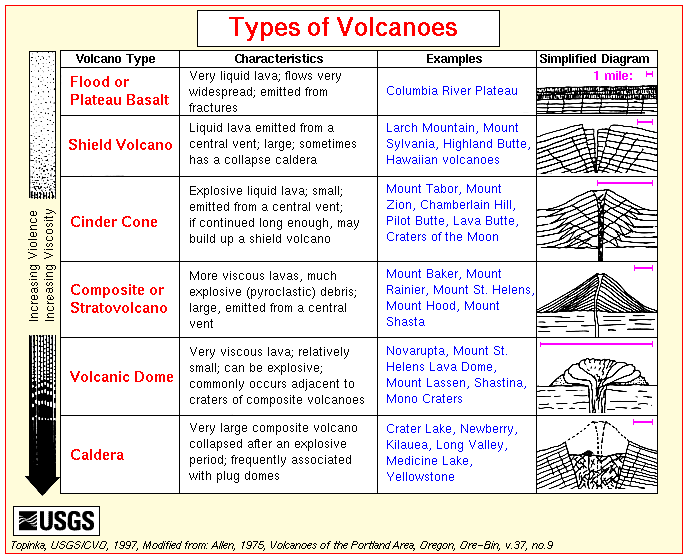 Types of Volcanoes
Volcano Type
Characteristics
Examples
Simplified Diagram
Flood or
Plateau Basalt
Very liquid lava; flows very
widespread; emitted from
fractures
Columbia River Plateau
1 mile:
Shield Volcano
Liquid lava emitted from a
central vent; large; sometimes
has a collapse caldera
Larch Mountain, Mount
Sylvania, Highland Butte,
Hawaiian volcanoes
Cinder Cone
Explosive liquid lava; small;
emitted from a central vent;
if continued long enough, may
build up a shield volcano
Mount Tabor, Mount
Zion, Chamberlain Hill,
Pilot Butte, Lava Butte,
Craters of the Moon
Composite or
Stratovolcano
More viscous lavas, much
explosive (pyroclastic) debris;
large, emitted from a central
vent
Mount Baker, Mount
Rainier, Mount St. Helens,
Mount Hood, Mount
Shasta
Volcanic Dome
Very viscous lava; relatively
small; can be explosive;
commonly occurs adjacent to
craters of composite volcanoes
Novarupta, Mount St.
Helens Lava Dome,
Mount Lassen, Shastina,
Mono Craters
Caldera
Very large composite volcano
collapsed after an explosive
period; frequently associated
with plug domes
Crater Lake, Newberry,
Kilauea, Long Valley,
Medicine Lake,
Yellowstone
Increasing Violence
Increasing Viscosity
USGS
Topinka, USGS/CVO, 1997, Modified from: Allen, 1975, Volcanoes of the Portland Area, Oregon, Ore-Bin, v.37, no.9